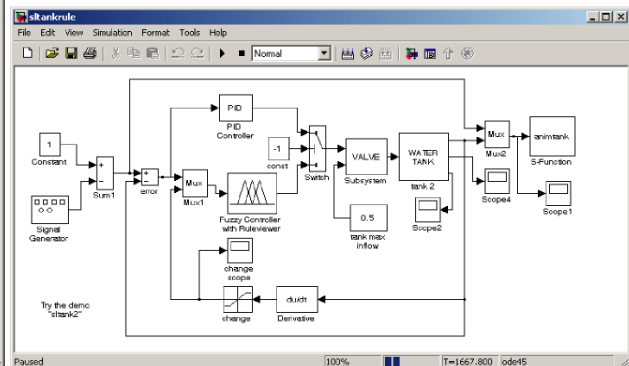 sltankrule
File Edit View Simulation Format Tools Help
Normal
PID
PID
Controller
1
Constant
-1
const
Switch
VALVE
Subsystem
WATER
TANK
tank 2
Mux
Mux2
animtank
S-Function
Sum1
error
Mux
Mux1
Fuzzy Controller
with Ruleviewer
Signal
Generator
0.5
tank max
inflow
Scope2
Scope4
Scope1
change
scope
Try the demo
"sltank2"
change
du/dt
Derivative
Paused
100%
T=1667.800
ode45